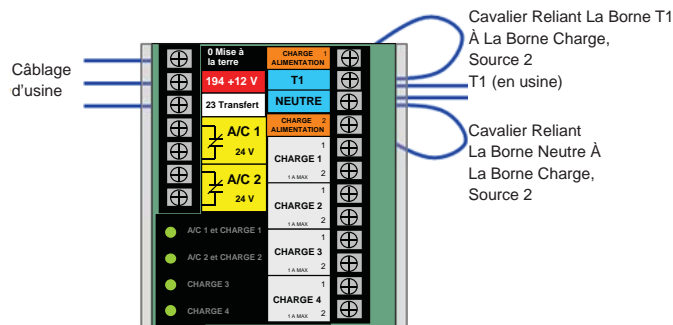 Câblage
d'usine
0 Mise à
la terre
194 +12 V
23 Transfert
A/C 1
24 V
A/C 2
24 V
A/C 1 et CHARGE 1
A/C 2 et CHARGE 2
CHARGE 3
CHARGE 4
CHARGE 1
ALIMENTATION
T1
NEUTRE
CHARGE 2
ALIMENTATION
1
CHARGE 1
1 A MAX 2
1
CHARGE 2
1 A MAX 2
1
CHARGE 3
1 A MAX 2
1
CHARGE 4
1 A MAX 2
Cavalier Reliant La Borne T1
À La Borne Charge,
Source 2
T1 (en usine)
Cavalier Reliant
La Borne Neutre À
La Borne Charge,
Source 2